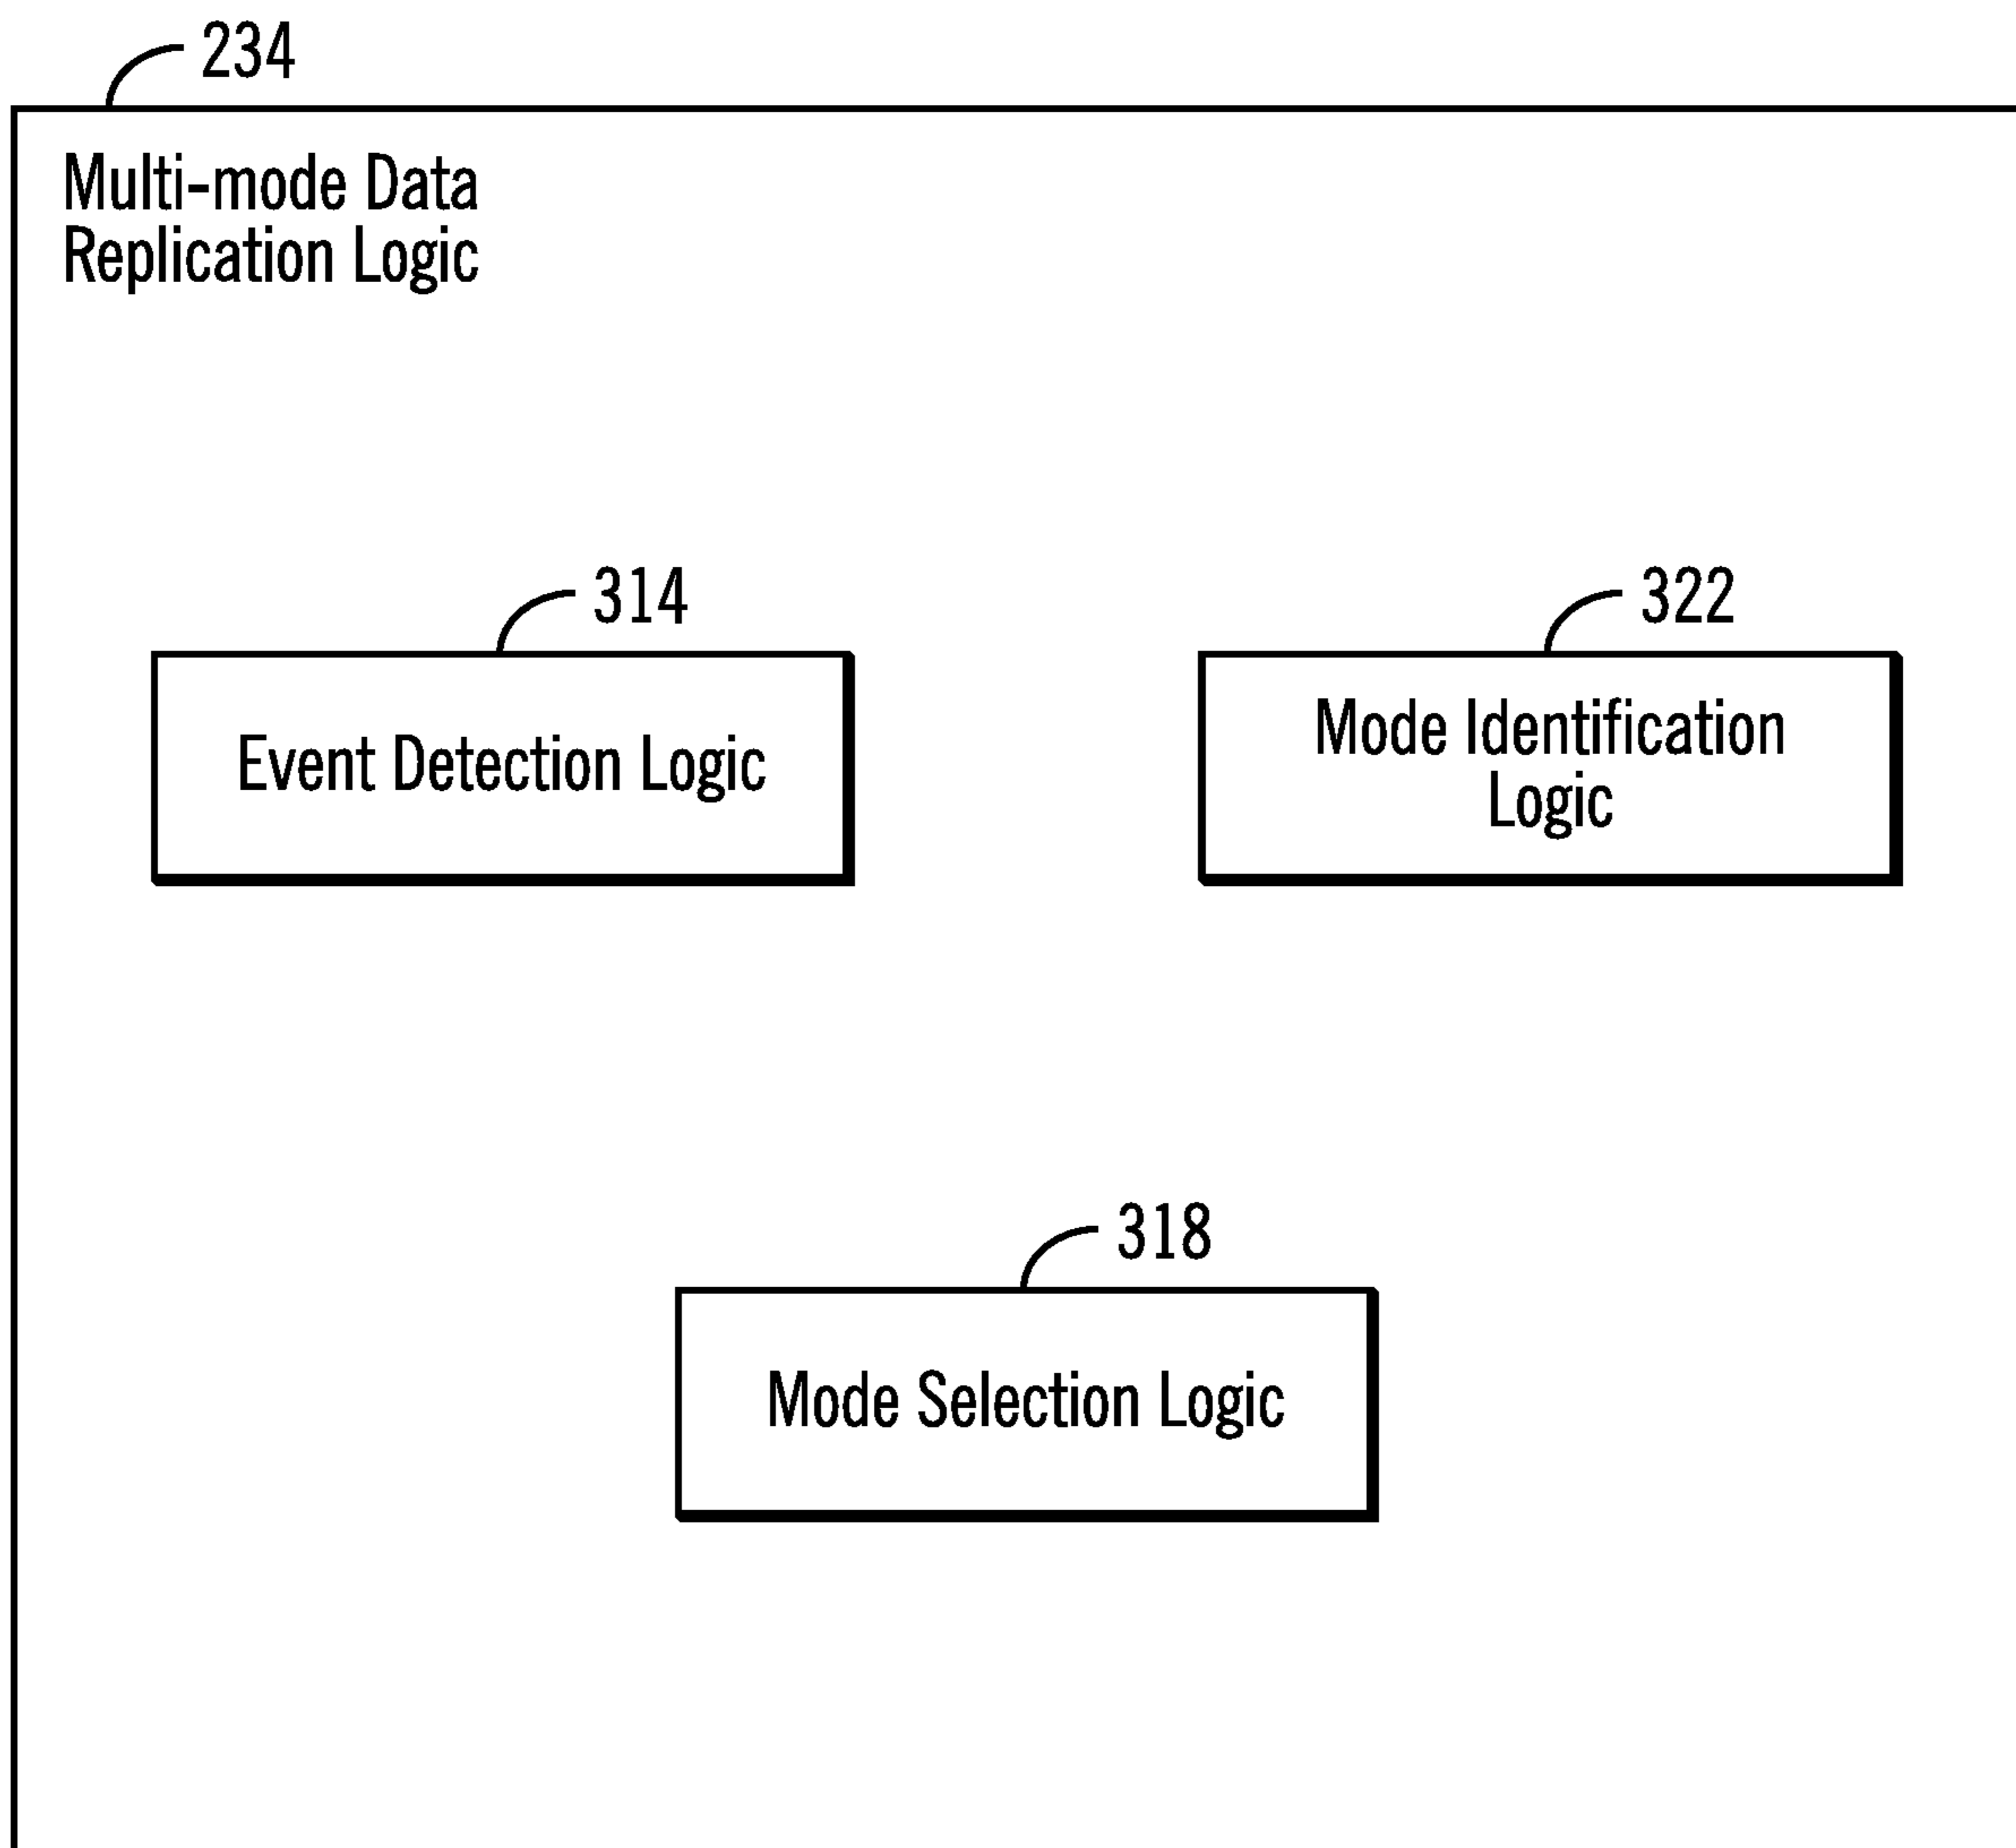 234
Multi-mode Data
Replication Logic
314
Event Detection Logic
322
Mode Identification
Logic
318
Mode Selection Logic